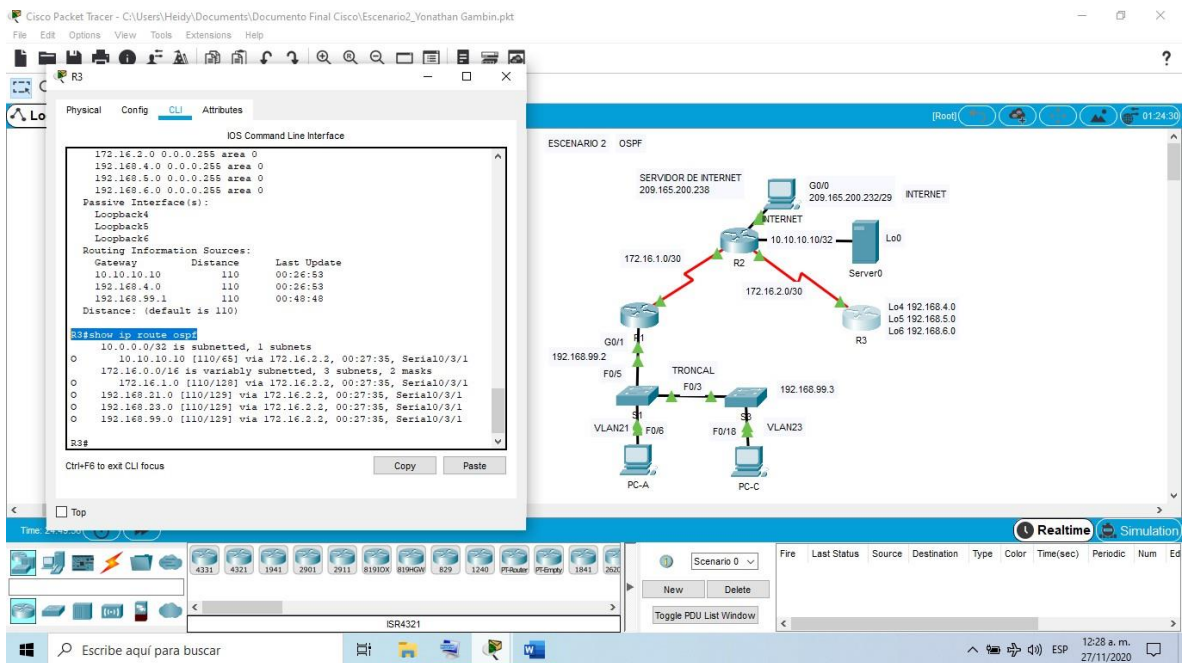 Cisco Packet Tracer - C:\Users\Heidy\Documents\Documento Final Cisco\Escenario2_Yonathan Gambin.pkt
File Edit Options View Tools Extensions Help
?
R3
Physical Config CLI Attributes
IOS Command Line Interface
172.16.2.0 0.0.0.255 area 0
192.168.4.0 0.0.0.255 area 0
192.168.5.0 0.0.0.255 area 0
192.168.6.0 0.0.0.255 area 0
Passive Interface(s):
Loopback4
Loopback5
Loopback6
Routing Information Sources:
Gateway Distance Last Update
10.10.10.10 110 00:26:53
192.168.4.0 110 00:26:53
192.168.99.1 110 00:48:48
Distance: (default is 110)
R3#show ip route ospf
10.0.0.0/32 is subnetted, 1 subnets
O 10.10.10.10 [110/65] via 172.16.2.2, 00:27:35, Serial0/3/1
172.16.0.0/16 is variably subnetted, 3 subnets, 2 masks
O 172.16.1.0 [110/128] via 172.16.2.2, 00:27:35, Serial0/3/1
O 192.168.21.0 [110/129] via 172.16.2.2, 00:27:35, Serial0/3/1
O 192.168.23.0 [110/129] via 172.16.2.2, 00:27:35, Serial0/3/1
O 192.168.99.0 [110/129] via 172.16.2.2, 00:27:35, Serial0/3/1
R3#
Ctrl+F6 to exit CLI focus
Copy Paste
Top
Lo
[Root]
01:24:30
ESCENARIO 2 OSPF
SERVIDOR DE INTERNET
209.165.200.238
G0/0
209.165.200.232/29
INTERNET
INTERNET
10.10.10.10/32
Lo0
R2
Server0
172.16.1.0/30
172.16.2.0/30
Lo4 192.168.4.0
Lo5 192.168.5.0
Lo6 192.168.6.0
R3
R1
G0/1
192.168.99.2
F0/5
TRONCAL
F0/3
192.168.99.3
S1
S3
VLAN21
F0/6
F0/18
VLAN23
PC-A
PC-C
Time:
Realtime
Simulation
4331 4321 1941 2901 2911 819IOX 819HGW 829 1240 PT-Router PT-Empty 1841 2620
ISR4321
Scenario 0
New Delete
Toggle PDU List Window
Fire Last Status Source Destination Type Color Time(sec) Periodic Num Ed
Escribe aquí para buscar
ESP
12:28 a. m.
27/11/2020